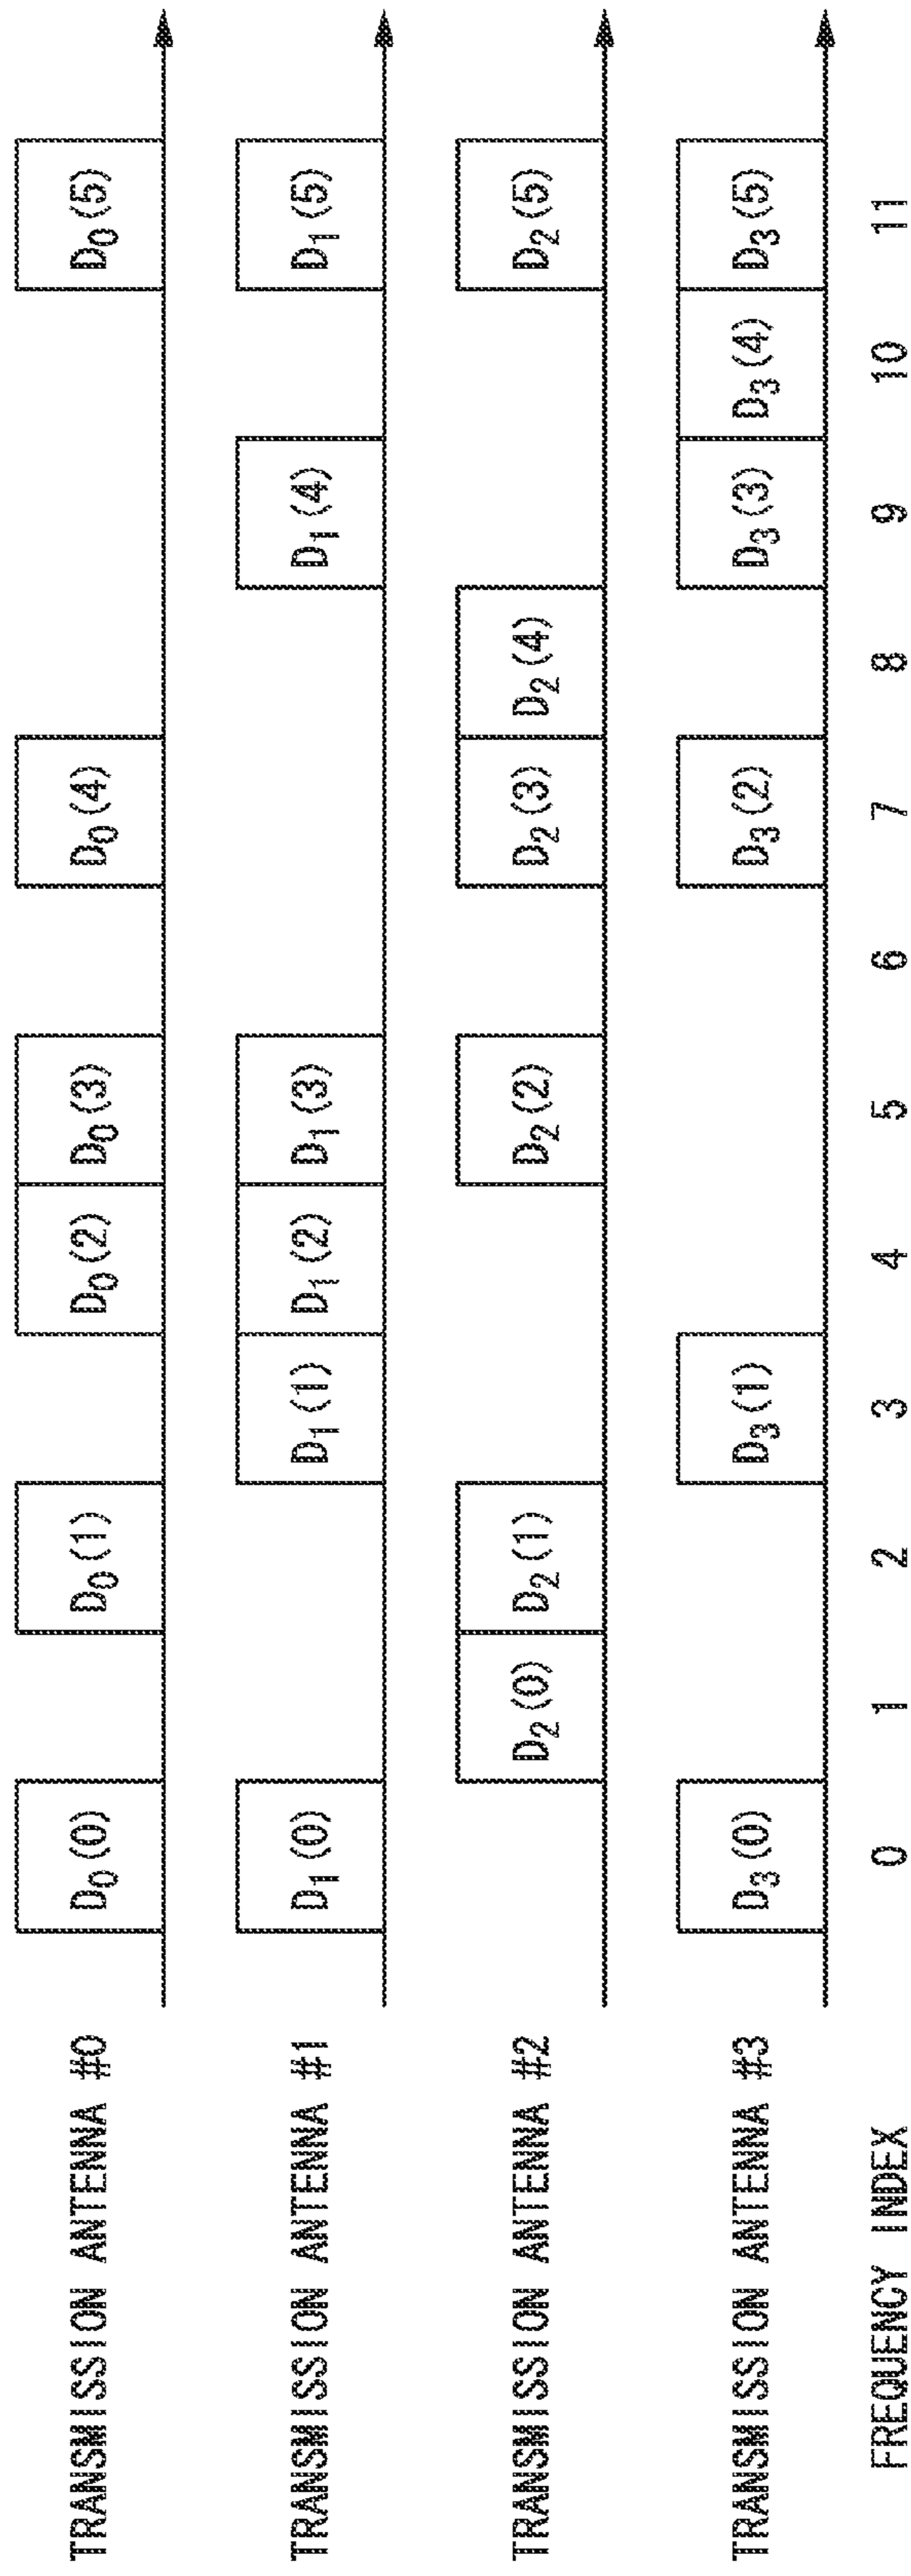 TRANSMISSION ANTENNA #0 D0(0) D0(1) D0(2) D0(3) D0(4) D0(5)
TRANSMISSION ANTENNA #1 D1(0) D1(1) D1(2) D1(3) D1(4) D1(5)
TRANSMISSION ANTENNA #2 D2(0) D2(1) D2(2) D2(3) D2(4) D2(5)
TRANSMISSION ANTENNA #3 D3(0) D3(1) D3(2) D3(3) D3(4) D3(5)
FREQUENCY INDEX 0 1 2 3 4 5 6 7 8 9 10 11